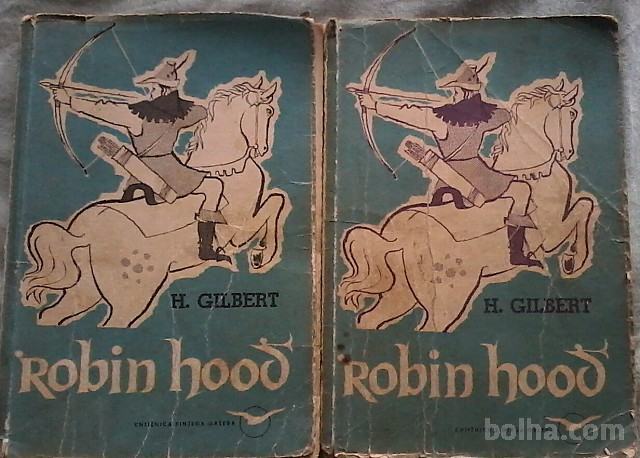 H. GILBERT
Robin hood
KNJIŽNICA SINJEGA GALEBA
H. GILBERT
Robin hood
bolha.com